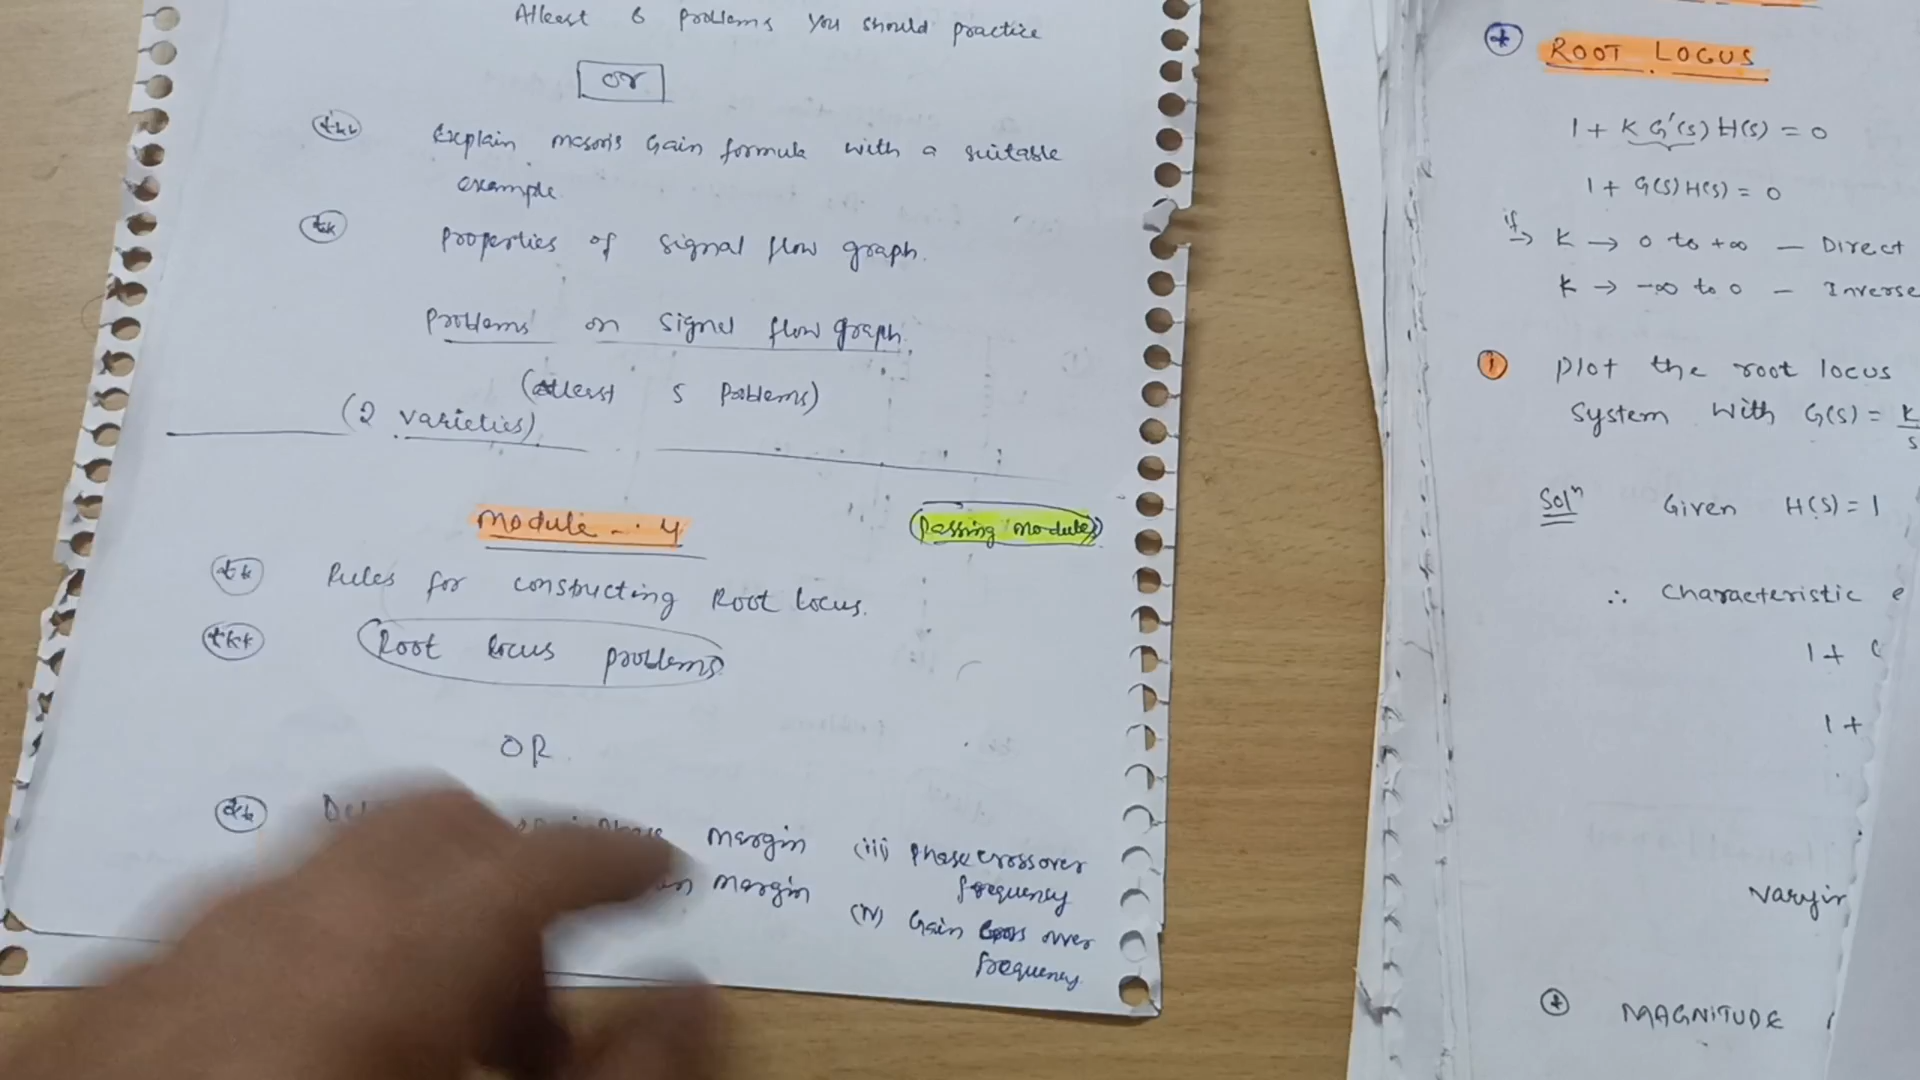 Atleast 6 problems you should practice
or
*** Explain mason's Gain formula with a suitable
example.
** properties of signal flow graph.
problems on signal flow graph.
(Atleast 5 Problems)
(2 varieties)
Module - 4
Passing Module
** Rules for constucting Root locus.
*** Root locus problems
OR
** margin (iii) phase crossover
frequency
margin (iv) Gain over
frequency
+ ROOT LOCUS
1 + K G'(s) H(s) = 0
1 + G(s)H(s) = 0
if ⇒ K → 0 to +∞ — Direct
K → -∞ to 0 — Inverse
1 plot the root locus
System with G(s) = K
s
Solⁿ Given H(s) = 1
∴ characteristic e
1 +
1 +
varyin
+ MAGNITUDE